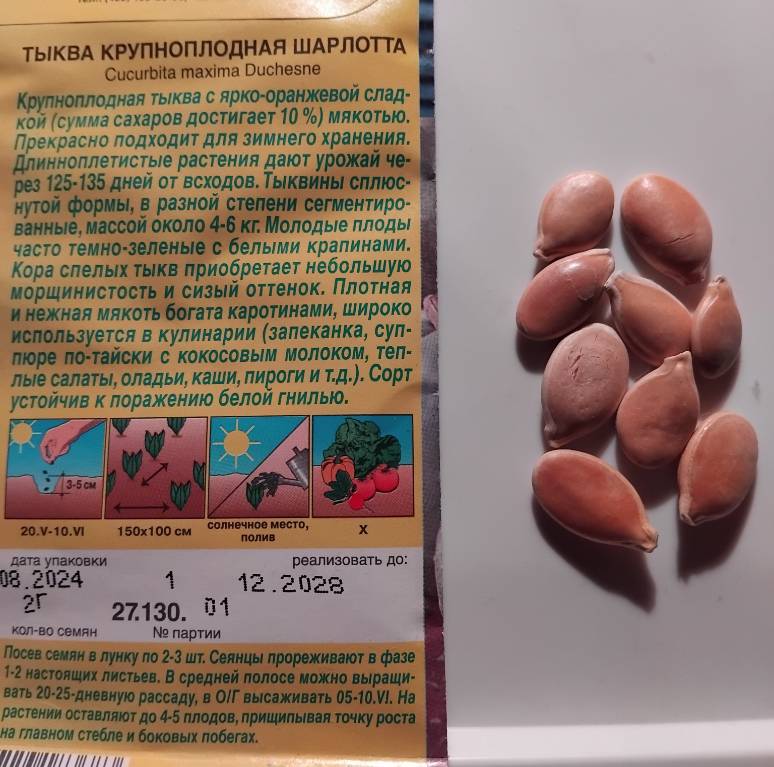 ТЫКВА КРУПНОПЛОДНАЯ ШАРЛОТТА
Cucurbita maxima Duchesne
Крупноплодная тыква с ярко-оранжевой слад-
кой (сумма сахаров достигает 10 %) мякотью.
Прекрасно подходит для зимнего хранения.
Длинноплетистые растения дают урожай че-
рез 125-135 дней от всходов. Тыквины сплюс-
нутой формы, в разной степени сегментиро-
ванные, массой около 4-6 кг. Молодые плоды
часто темно-зеленые с белыми крапинами.
Кора спелых тыкв приобретает небольшую
морщинистость и сизый оттенок. Плотная
и нежная мякоть богата каротинами, широко
используется в кулинарии (запеканка, суп-
пюре по-тайски с кокосовым молоком, теп-
лые салаты, оладьи, каши, пироги и т.д.). Сорт
устойчив к поражению белой гнилью.
3-5 см
20.V-10.VI 150x100 см солнечное место, полив X
дата упаковки реализовать до:
08.2024 1 12.2028
2Г 27.130. 01
кол-во семян № партии
Посев семян в лунку по 2-3 шт. Сеянцы прореживают в фазе
1-2 настоящих листьев. В средней полосе можно выращи-
вать 20-25-дневную рассаду, в О/Г высаживать 05-10.VI. На
растении оставляют до 4-5 плодов, прищипывая точку роста
на главном стебле и боковых побегах.